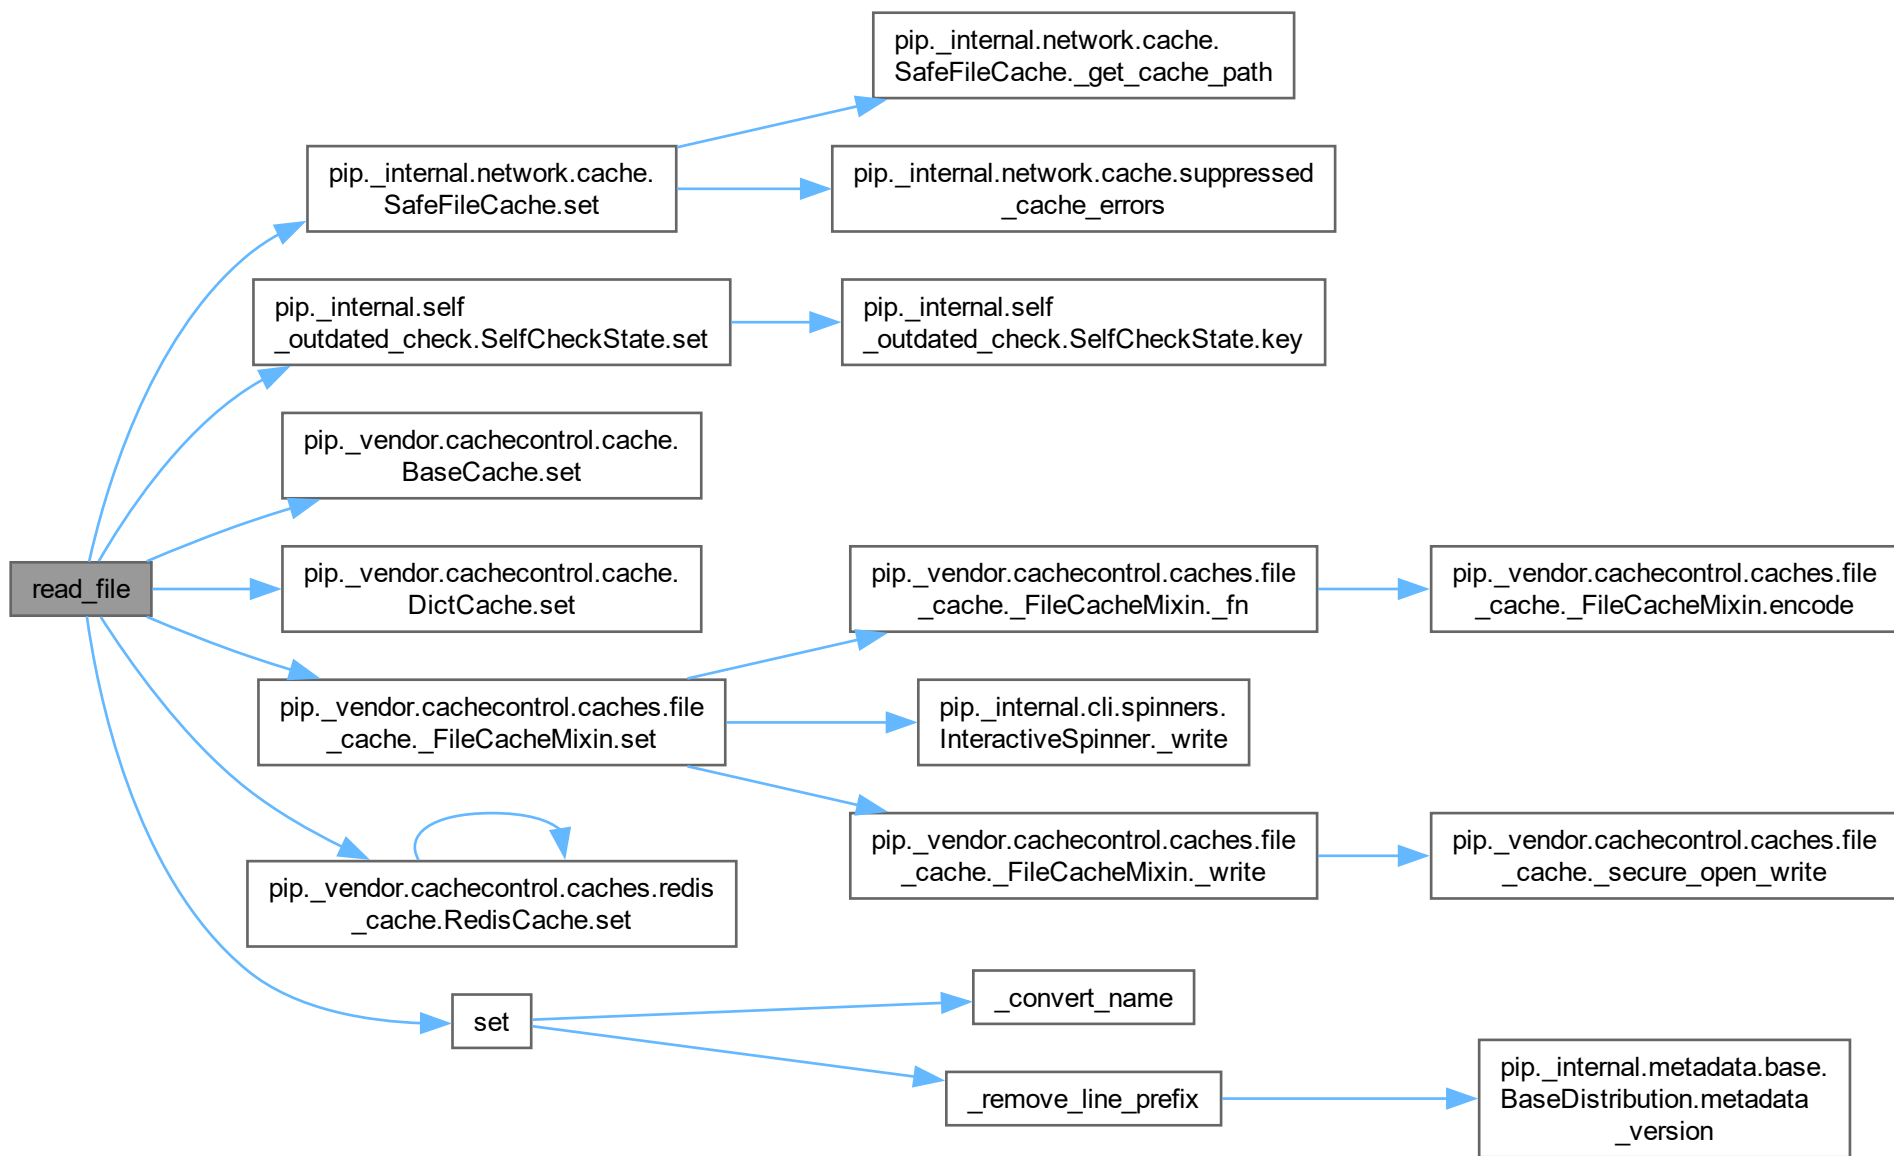 read_file
pip._internal.network.cache.
SafeFileCache.set
pip._internal.network.cache.
SafeFileCache._get_cache_path
pip._internal.network.cache.suppressed
_cache_errors
pip._internal.self
_outdated_check.SelfCheckState.set
pip._internal.self
_outdated_check.SelfCheckState.key
pip._vendor.cachecontrol.cache.
BaseCache.set
pip._vendor.cachecontrol.cache.
DictCache.set
pip._vendor.cachecontrol.caches.file
_cache._FileCacheMixin.set
pip._vendor.cachecontrol.caches.file
_cache._FileCacheMixin._fn
pip._vendor.cachecontrol.caches.file
_cache._FileCacheMixin.encode
pip._internal.cli.spinners.
InteractiveSpinner._write
pip._vendor.cachecontrol.caches.file
_cache._FileCacheMixin._write
pip._vendor.cachecontrol.caches.file
_cache._secure_open_write
pip._vendor.cachecontrol.caches.redis
_cache.RedisCache.set
set
_convert_name
_remove_line_prefix
pip._internal.metadata.base.
BaseDistribution.metadata
_version